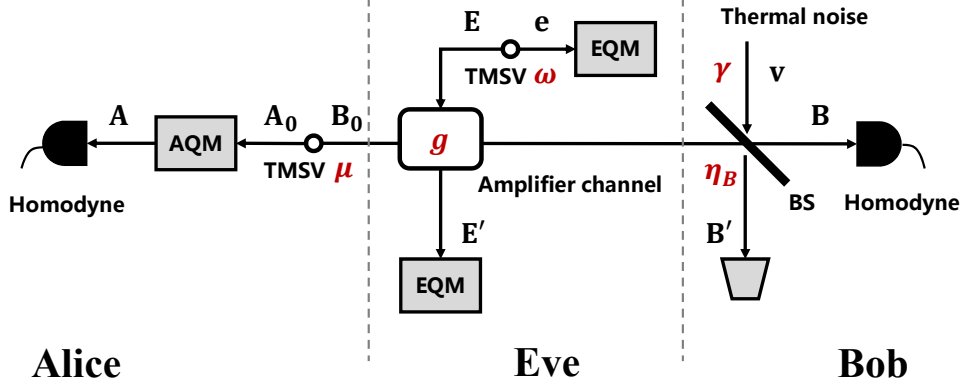 E e
EQM
TMSV ω
Thermal noise
γ v
A
AQM
A₀ B₀
TMSV μ
g
B
Homodyne
Amplifier channel
η_B
BS
Homodyne
E′
EQM
B′
Alice
Eve
Bob